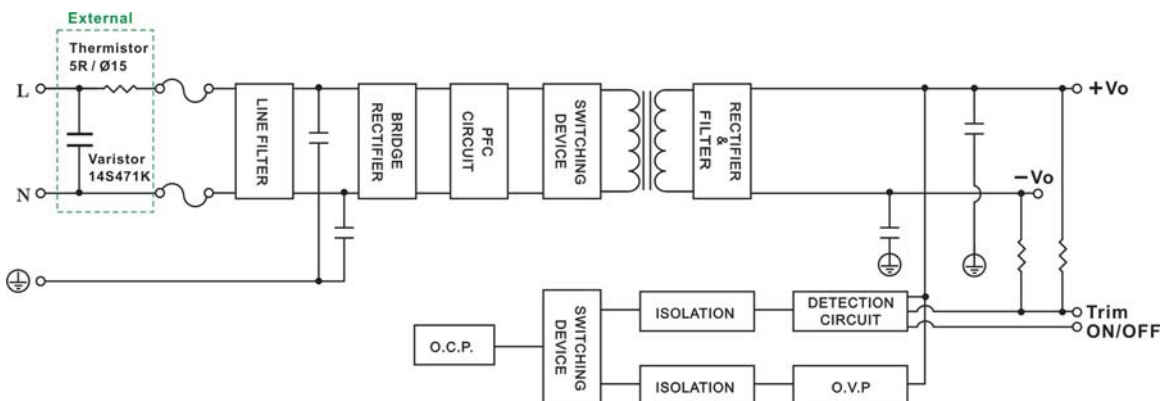 External
Thermistor
5R / Ø15
L
Varistor
14S471K
N
LINE FILTER
BRIDGE
RECTIFIER
PFC
CIRCUIT
SWITCHING
DEVICE
RECTIFIER
&
FILTER
+Vo
−Vo
O.C.P.
SWITCHING
DEVICE
ISOLATION
DETECTION
CIRCUIT
Trim
ON/OFF
ISOLATION
O.V.P